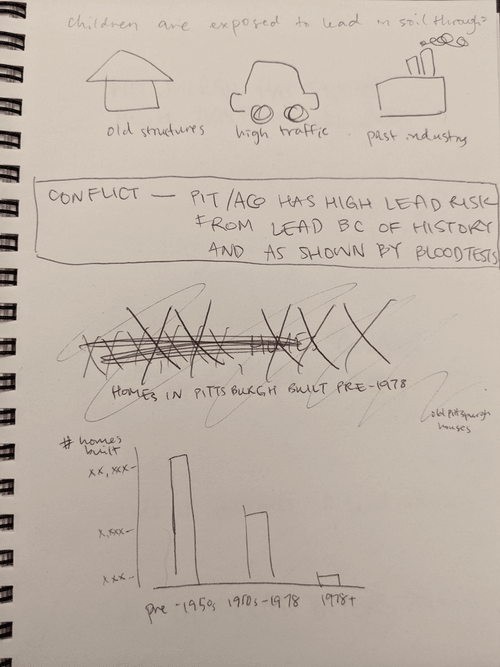 children are exposed to lead in soil through:
old structures
high traffic
past industry
CONFLICT — PIT/ACO HAS HIGH LEAD RISK
FROM LEAD BC OF HISTORY
AND AS SHOWN BY BLOODTESTS
HOMES IN PITTSBURGH BUILT PRE-1978
old pittsburgh
houses
# homes
built
XX,XXX-
X,XXX-
XXX-
pre-1950s 1950s-1978 1978+